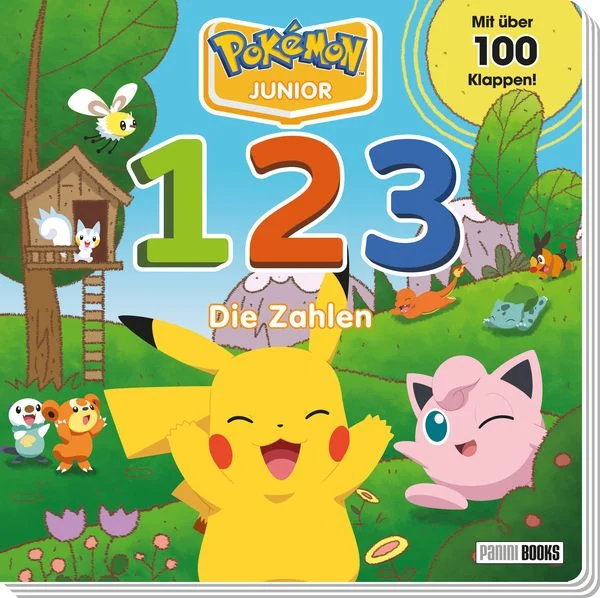 Pokémon
JUNIOR
Mit über
100
Klappen!
123
Die Zahlen
PANINI BOOKS